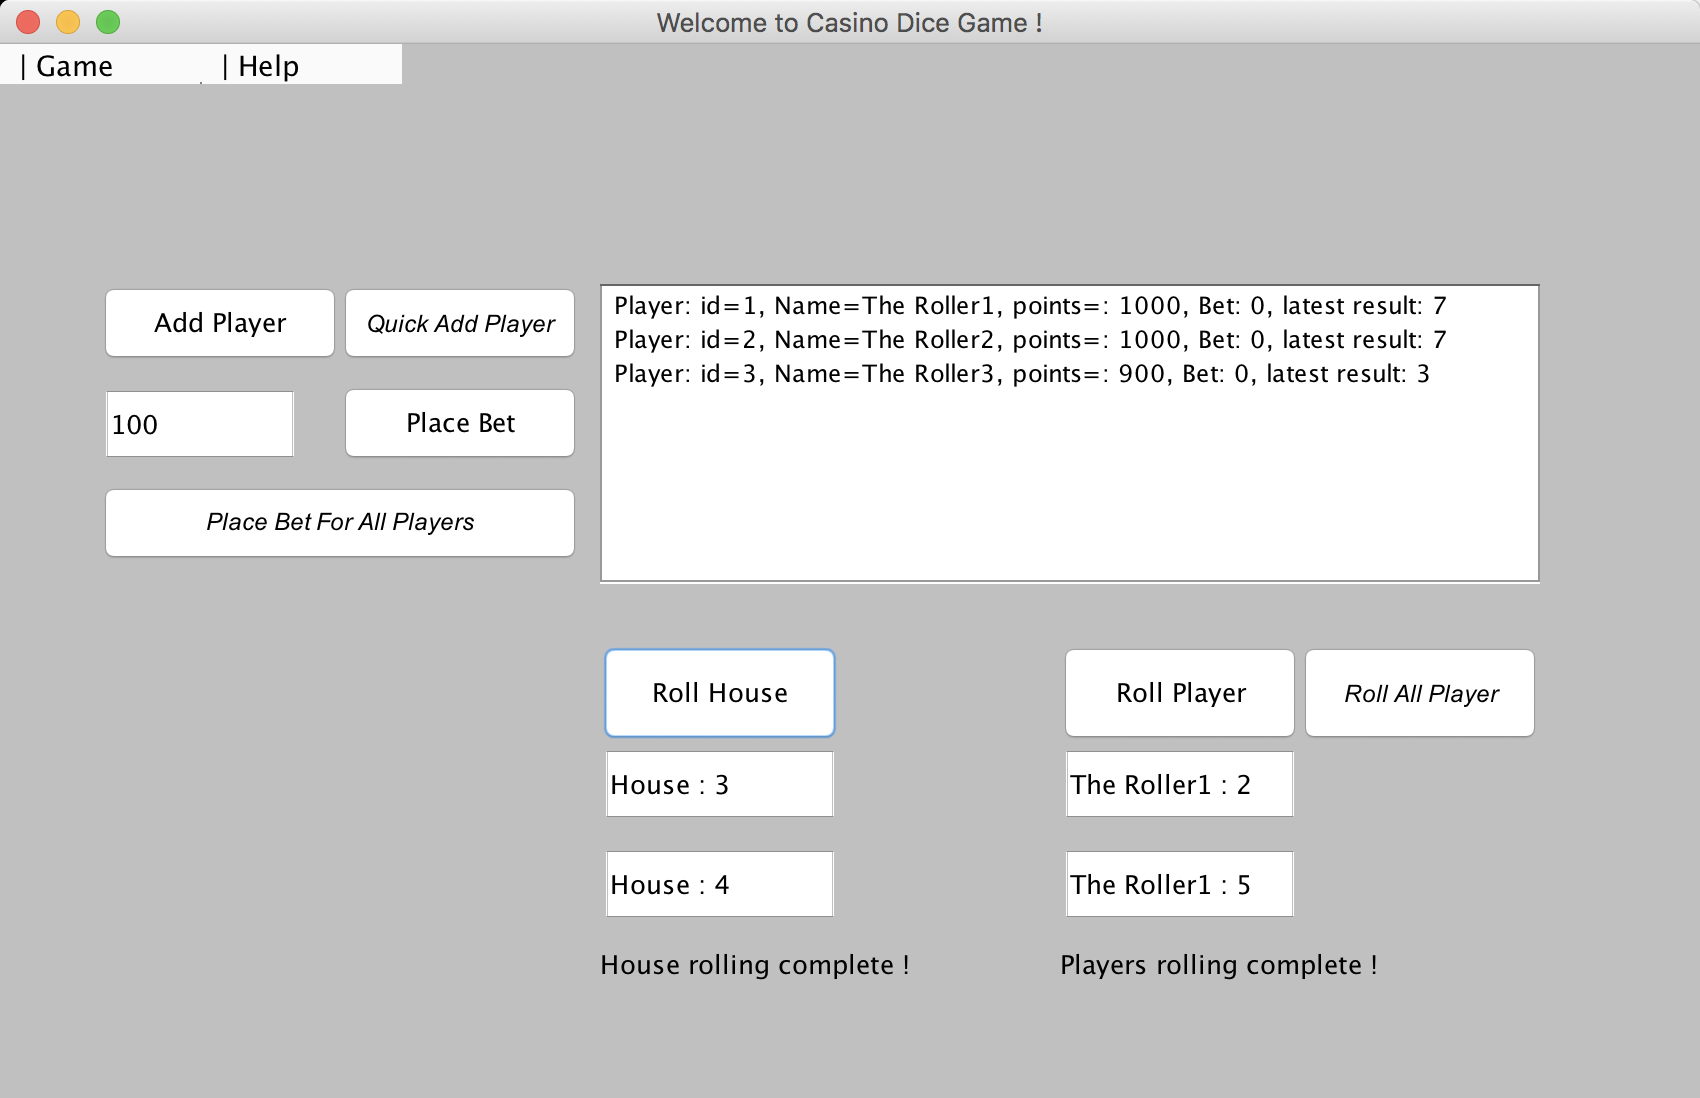 Welcome to Casino Dice Game !
| Game | Help
Add Player
Quick Add Player
100
Place Bet
Place Bet For All Players
Player: id=1, Name=The Roller1, points=: 1000, Bet: 0, latest result: 7
Player: id=2, Name=The Roller2, points=: 1000, Bet: 0, latest result: 7
Player: id=3, Name=The Roller3, points=: 900, Bet: 0, latest result: 3
Roll House
Roll Player
Roll All Player
House : 3
The Roller1 : 2
House : 4
The Roller1 : 5
House rolling complete !
Players rolling complete !